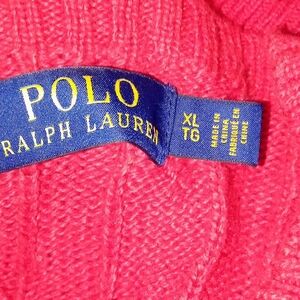 POLO
RALPH LAUREN
XL
TG
MADE IN
CHINA
FABRIQUÉ EN
CHINE